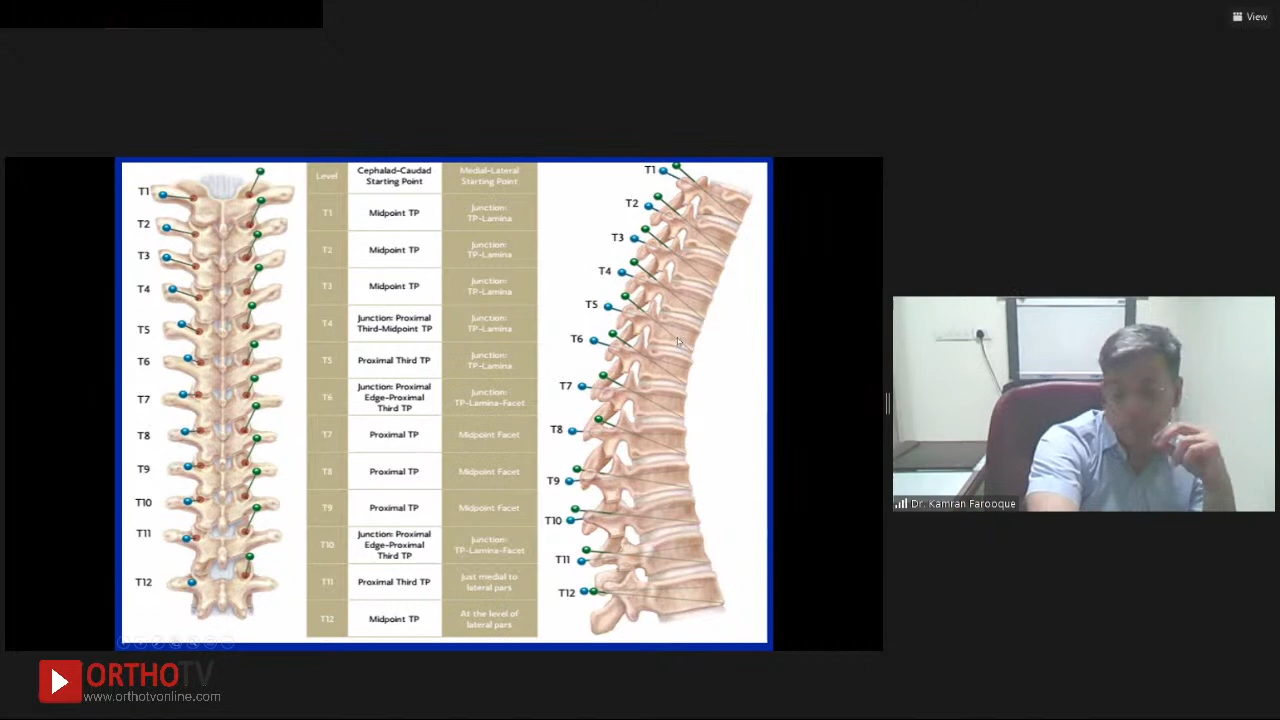 View
T1
T2
T3
T4
T5
T6
T7
T8
T9
T10
T11
T12
Level
Cephalad-Caudad
Starting Point
Medial-Lateral
Starting Point
T1
Midpoint TP
Junction:
TP-Lamina
T2
Midpoint TP
Junction:
TP-Lamina
T3
Midpoint TP
Junction:
TP-Lamina
T4
Junction: Proximal
Third-Midpoint TP
Junction:
TP-Lamina
T5
Proximal Third TP
Junction:
TP-Lamina
T6
Junction: Proximal
Edge-Proximal
Third TP
Junction:
TP-Lamina-Facet
T7
Proximal TP
Midpoint Facet
T8
Proximal TP
Midpoint Facet
T9
Proximal TP
Midpoint Facet
T10
Junction: Proximal
Edge-Proximal
Third TP
Junction:
TP-Lamina-Facet
T11
Proximal Third TP
Just medial to
lateral pars
T12
Midpoint TP
At the level of
lateral pars
T1
T2
T3
T4
T5
T6
T7
T8
T9
T10
T11
T12
Dr. Kamran Farooque
ORTHOTV
www.orthotvonline.com